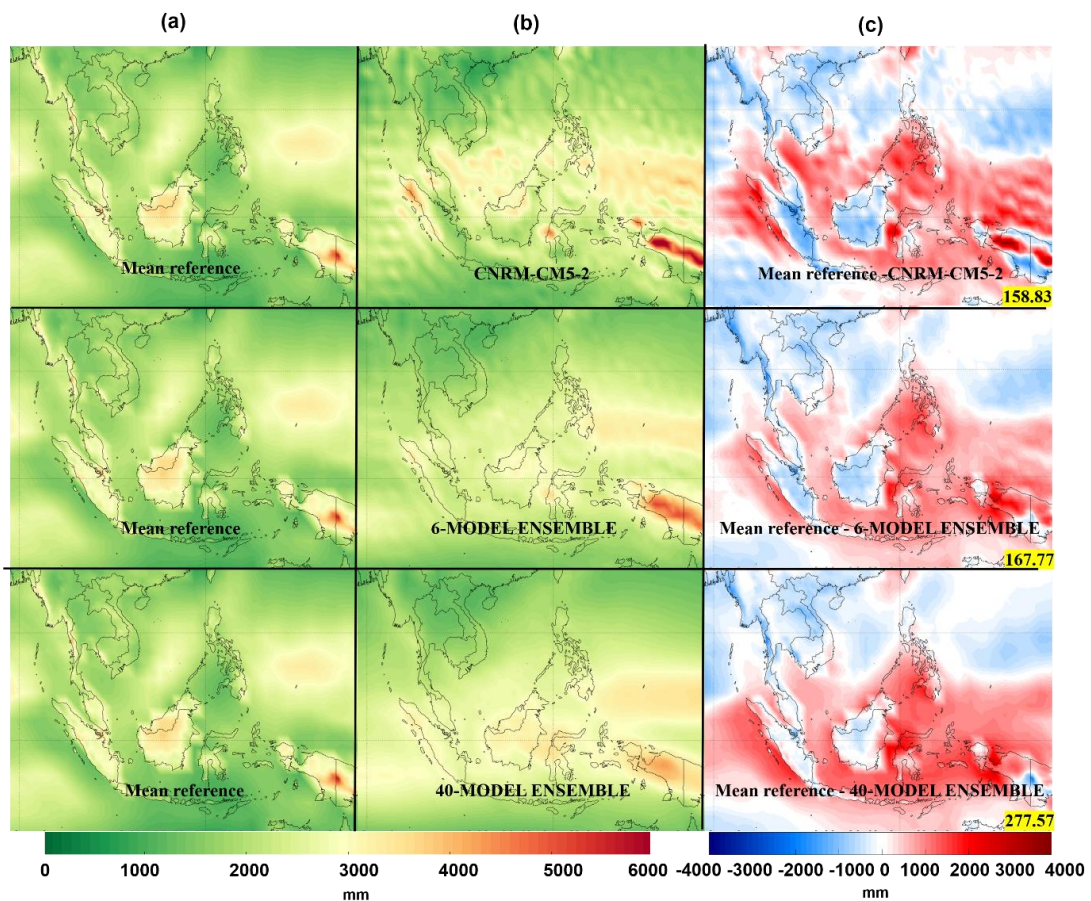 (a) (b) (c)
Mean reference CNRM-CM5-2 Mean reference -CNRM-CM5-2
158.83
Mean reference 6-MODEL ENSEMBLE Mean reference - 6-MODEL ENSEMBLE
167.77
Mean reference 40-MODEL ENSEMBLE Mean reference - 40-MODEL ENSEMBLE
277.57
0 1000 2000 3000 4000 5000 6000 -4000 -3000 -2000 -1000 0 1000 2000 3000 4000
mm mm